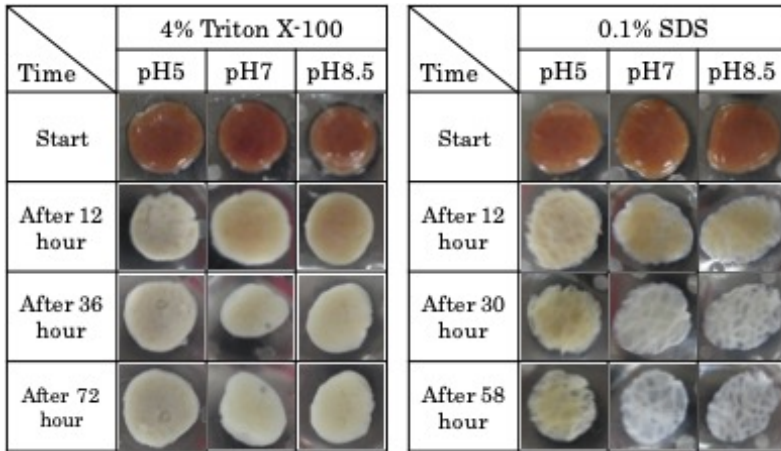 4% Triton X-100
Time
pH5
pH7
pH8.5
Start
After 12
hour
After 36
hour
After 72
hour
0.1% SDS
Time
pH5
pH7
pH8.5
Start
After 12
hour
After 30
hour
After 58
hour